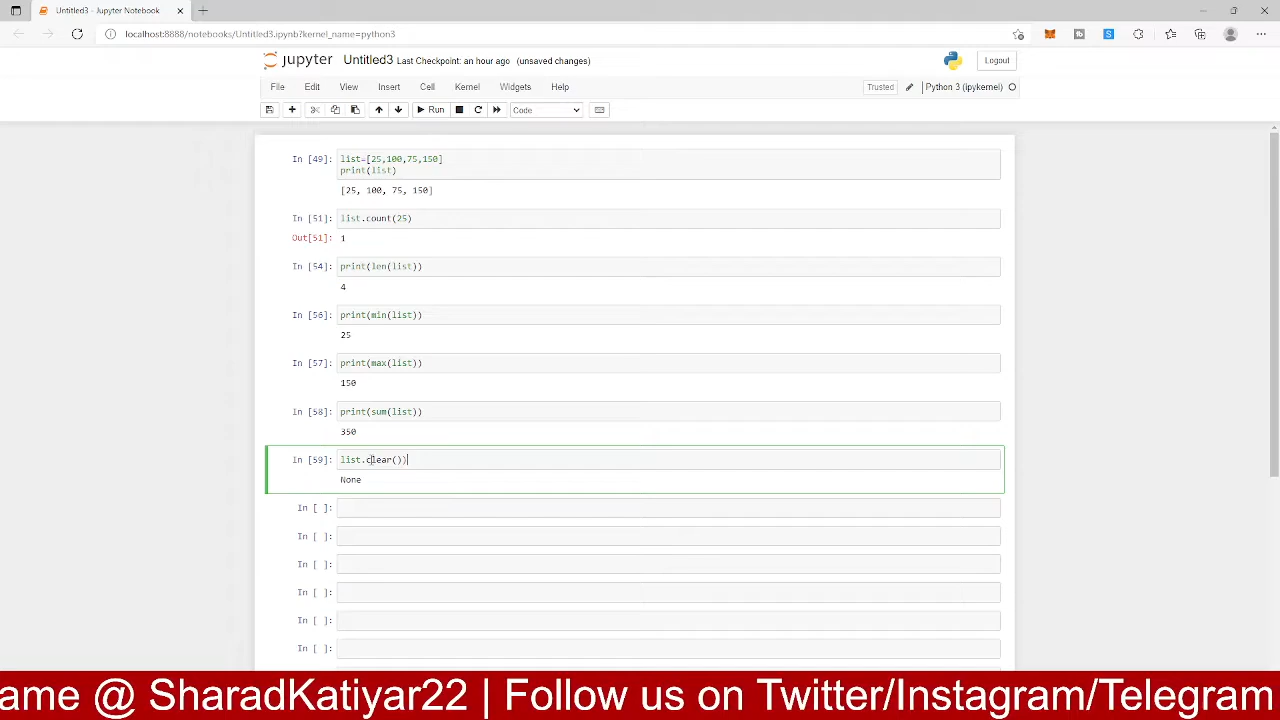 Untitled3 - Jupyter Notebook
localhost:8888/notebooks/Untitled3.ipynb?kernel_name=python3
jupyter Untitled3 Last Checkpoint: an hour ago (unsaved changes)
Logout
File Edit View Insert Cell Kernel Widgets Help
Trusted Python 3 (ipykernel)
Run Code
In [49]: list=[25,100,75,150]
print(list)
[25, 100, 75, 150]
In [51]: list.count(25)
Out[51]: 1
In [54]: print(len(list))
4
In [56]: print(min(list))
25
In [57]: print(max(list))
150
In [58]: print(sum(list))
350
In [59]: list.clear())
None
In [ ]:
In [ ]:
In [ ]:
In [ ]:
In [ ]:
In [ ]:
ame @ SharadKatiyar22 | Follow us on Twitter/Instagram/Telegram